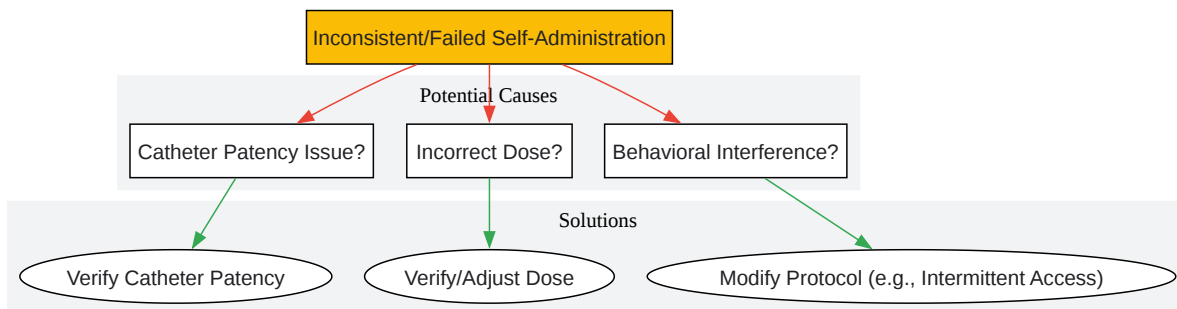 Inconsistent/Failed Self-Administration
Potential Causes
Catheter Patency Issue?
Incorrect Dose?
Behavioral Interference?
Solutions
Verify Catheter Patency
Verify/Adjust Dose
Modify Protocol (e.g., Intermittent Access)